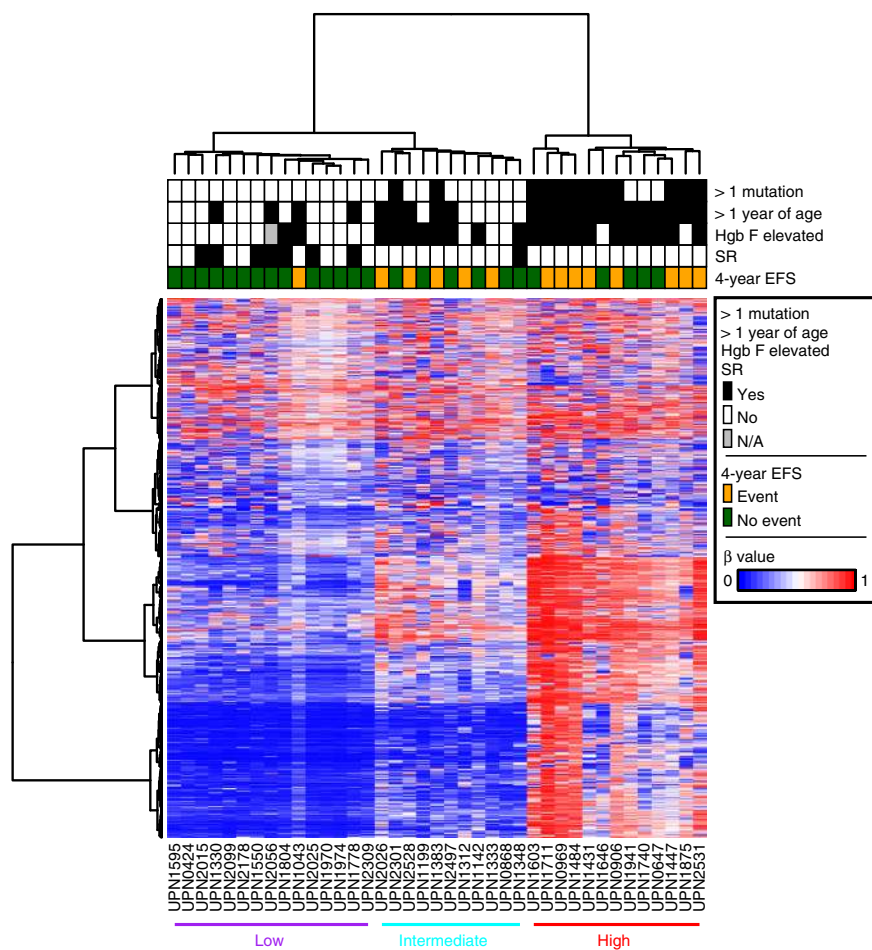 > 1 mutation
> 1 year of age
Hgb F elevated
SR
4-year EFS
> 1 mutation
> 1 year of age
Hgb F elevated
SR
Yes
No
N/A
4-year EFS
Event
No event
β value
0 1
UPN1595
UPN0424
UPN2015
UPN1330
UPN2099
UPN2178
UPN1550
UPN2056
UPN1804
UPN1043
UPN2025
UPN1970
UPN1974
UPN1778
UPN2309
UPN2026
UPN2301
UPN2528
UPN1199
UPN1383
UPN2497
UPN1312
UPN1142
UPN1333
UPN0868
UPN1348
UPN1603
UPN1711
UPN0969
UPN1484
UPN1431
UPN1646
UPN0906
UPN1941
UPN1740
UPN0647
UPN1447
UPN1875
UPN2531
Low
Intermediate
High